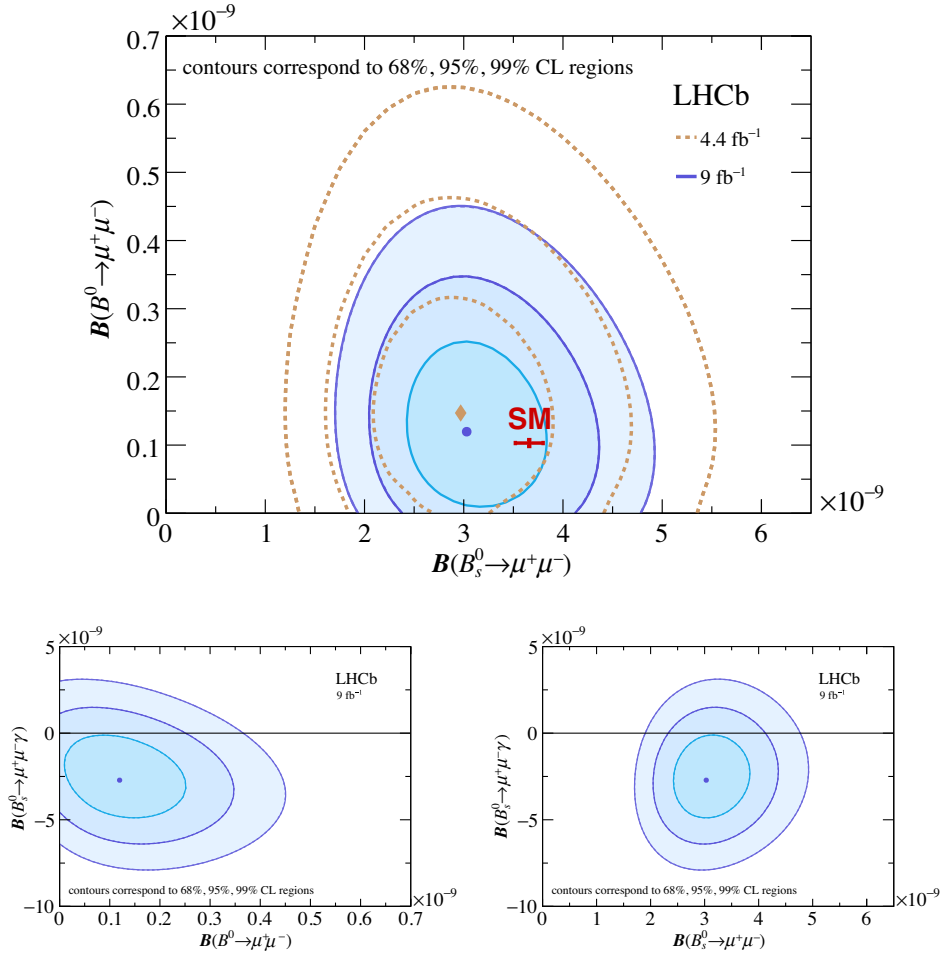 ×10⁻⁹
contours correspond to 68%, 95%, 99% CL regions
LHCb
4.4 fb⁻¹
9 fb⁻¹
0.7
0.6
0.5
0.4
0.3
0.2
0.1
0
B(B⁰→μ⁺μ⁻)
SM
0 1 2 3 4 5 6
×10⁻⁹
B(B⁰ₛ→μ⁺μ⁻)
×10⁻⁹
LHCb
9 fb⁻¹
5
0
−5
−10
B(B⁰ₛ→μ⁺μ⁻γ)
contours correspond to 68%, 95%, 99% CL regions
0 0.1 0.2 0.3 0.4 0.5 0.6 0.7
×10⁻⁹
B(B⁰→μ⁺μ⁻)
×10⁻⁹
LHCb
9 fb⁻¹
5
0
−5
−10
B(B⁰ₛ→μ⁺μ⁻γ)
contours correspond to 68%, 95%, 99% CL regions
0 1 2 3 4 5 6
×10⁻⁹
B(B⁰ₛ→μ⁺μ⁻)